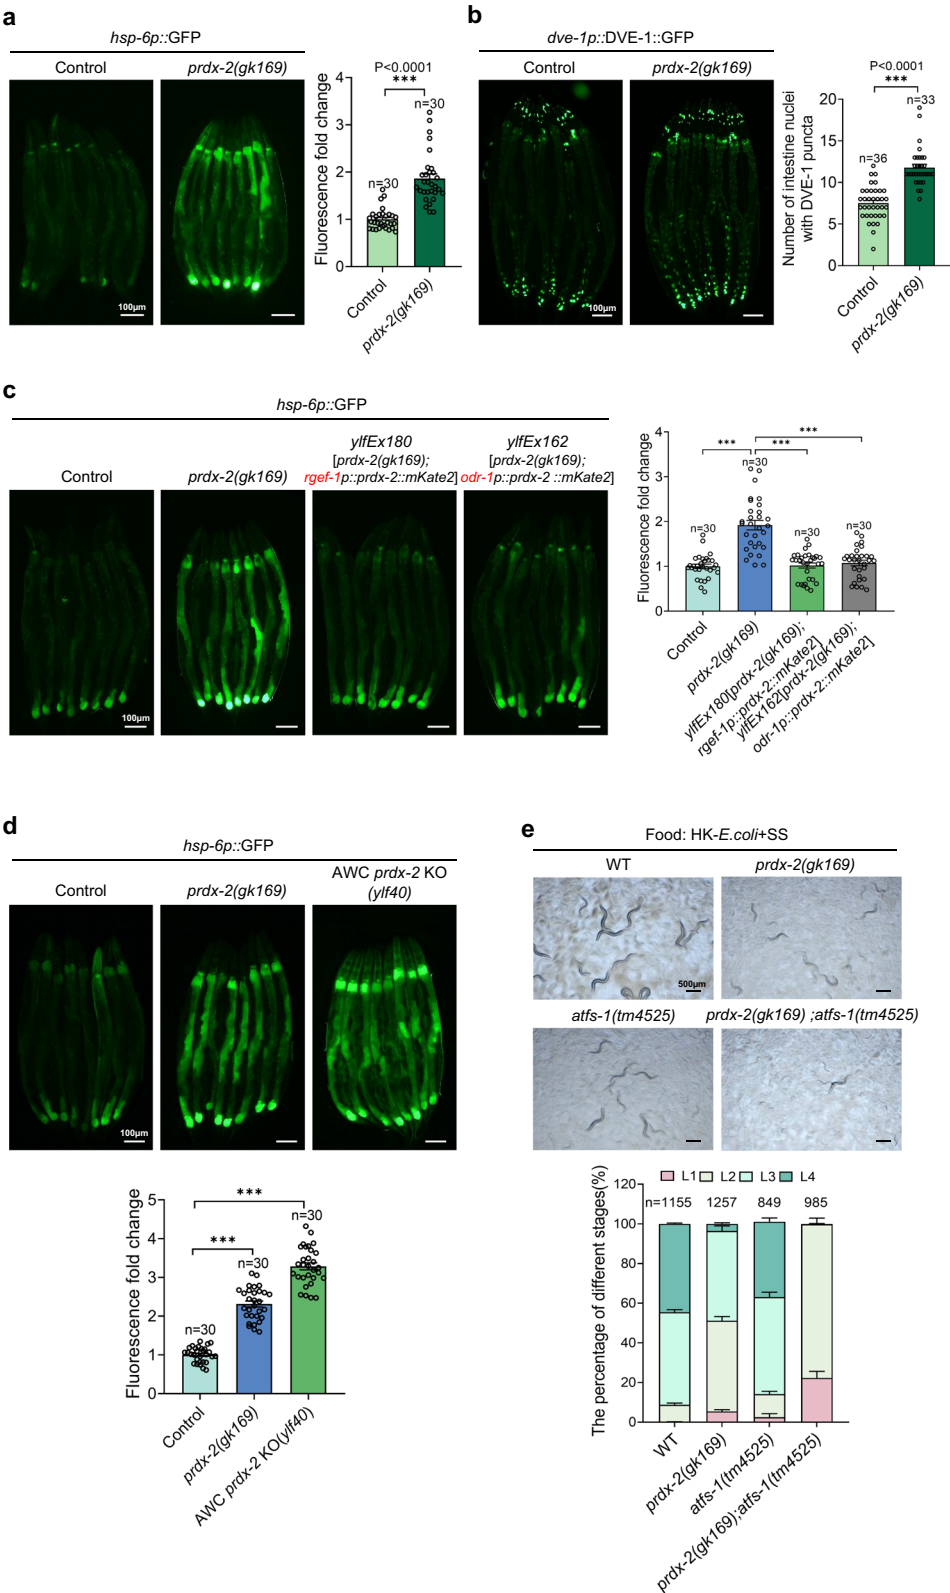 a
hsp-6p::GFP
Control
prdx-2(gk169)
100μm
Fluorescence fold change
4
3
2
1
0
P<0.0001
***
n=30
n=30
Control
prdx-2(gk169)
b
dve-1p::DVE-1::GFP
Control
prdx-2(gk169)
100μm
Number of intestine nuclei
with DVE-1 puncta
20
15
10
5
0
P<0.0001
***
n=36
n=33
Control
prdx-2(gk169)
c
hsp-6p::GFP
Control
prdx-2(gk169)
ylfEx180
[prdx-2(gk169);
rgef-1p::prdx-2::mKate2]
ylfEx162
[prdx-2(gk169);
odr-1p::prdx-2 ::mKate2]
100μm
Fluorescence fold change
4
3
2
1
0
***
***
***
n=30
n=30
n=30
n=30
Control
prdx-2(gk169)
ylfEx180[prdx-2(gk169);
rgef-1p::prdx-2::mKate2]
ylfEx162[prdx-2(gk169);
odr-1p::prdx-2::mKate2]
d
hsp-6p::GFP
Control
prdx-2(gk169)
AWC prdx-2 KO
(ylf40)
100μm
Fluorescence fold change
5
4
3
2
1
0
***
***
n=30
n=30
n=30
Control
prdx-2(gk169)
AWC prdx-2 KO(ylf40)
e
Food: HK-E.coli+SS
WT
prdx-2(gk169)
500μm
atfs-1(tm4525)
prdx-2(gk169) ;atfs-1(tm4525)
The percentage of different stages(%)
L1 L2 L3 L4
120
100
80
60
40
20
0
n=1155 1257 849 985
WT
prdx-2(gk169)
atfs-1(tm4525)
prdx-2(gk169);atfs-1(tm4525)